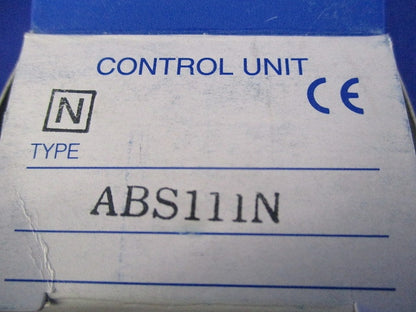 CONTROL UNIT
N CE
TYPE
ABS111N